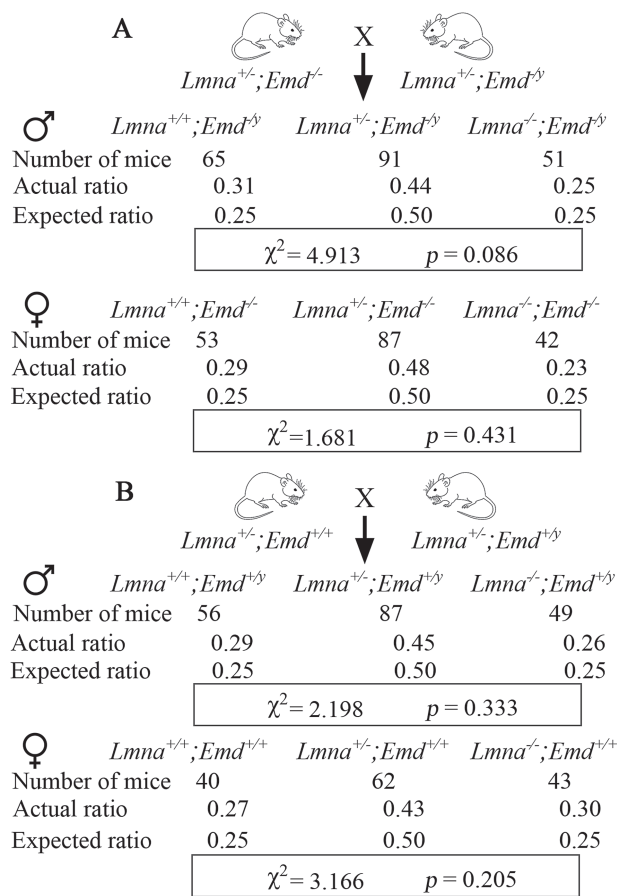 A
X
Lmna+/-;Emd-/- Lmna+/-;Emd-/y
♂ Lmna+/+;Emd-/y Lmna+/-;Emd-/y Lmna-/-;Emd-/y
Number of mice 65 91 51
Actual ratio 0.31 0.44 0.25
Expected ratio 0.25 0.50 0.25
χ2= 4.913 p = 0.086
♀ Lmna+/+;Emd-/- Lmna+/-;Emd-/- Lmna-/-;Emd-/-
Number of mice 53 87 42
Actual ratio 0.29 0.48 0.23
Expected ratio 0.25 0.50 0.25
χ2=1.681 p = 0.431
B
X
Lmna+/-;Emd+/+ Lmna+/-;Emd+/y
♂ Lmna+/+;Emd+/y Lmna+/-;Emd+/y Lmna-/-;Emd+/y
Number of mice 56 87 49
Actual ratio 0.29 0.45 0.26
Expected ratio 0.25 0.50 0.25
χ2= 2.198 p = 0.333
♀ Lmna+/+;Emd+/+ Lmna+/-;Emd+/+ Lmna-/-;Emd+/+
Number of mice 40 62 43
Actual ratio 0.27 0.43 0.30
Expected ratio 0.25 0.50 0.25
χ2= 3.166 p = 0.205